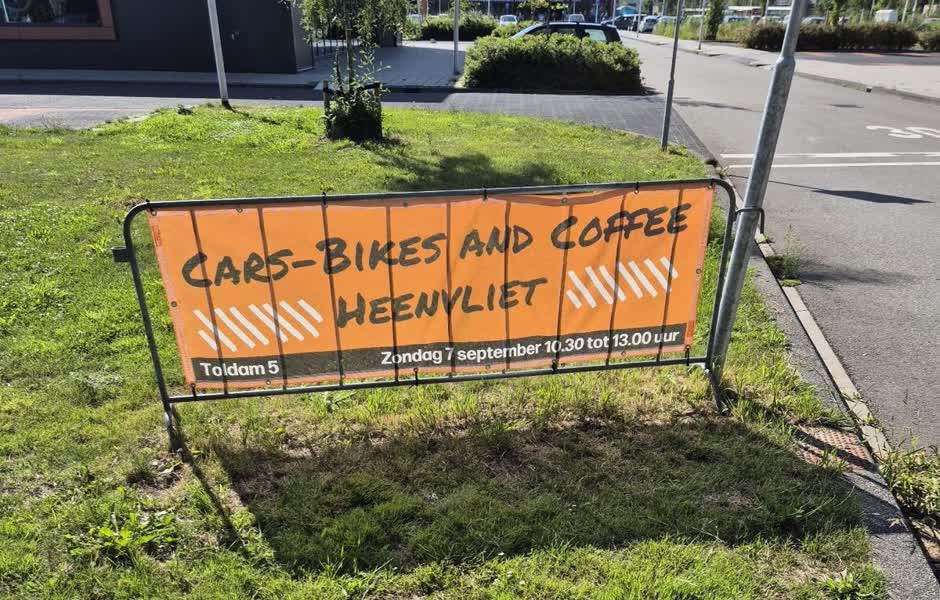 Cars-Bikes and Coffee
Heenvliet
Toldam 5
Zondag 7 september 10.30 tot 13.00 uur